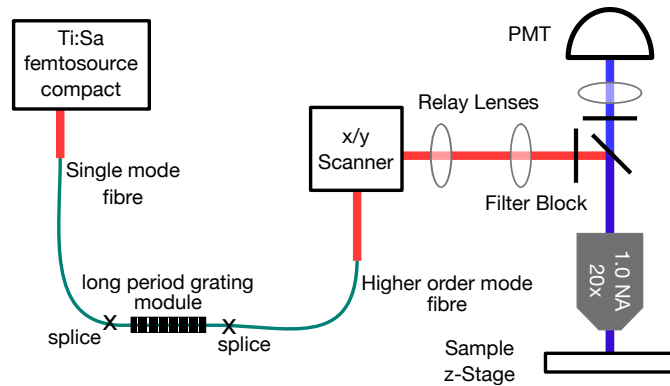 Ti:Sa
femtosource
compact
PMT
Relay Lenses
x/y
Scanner
Single mode
fibre
Filter Block
long period grating
module
Higher order mode
fibre
1.0 NA
20x
splice
splice
Sample
z-Stage
x
x